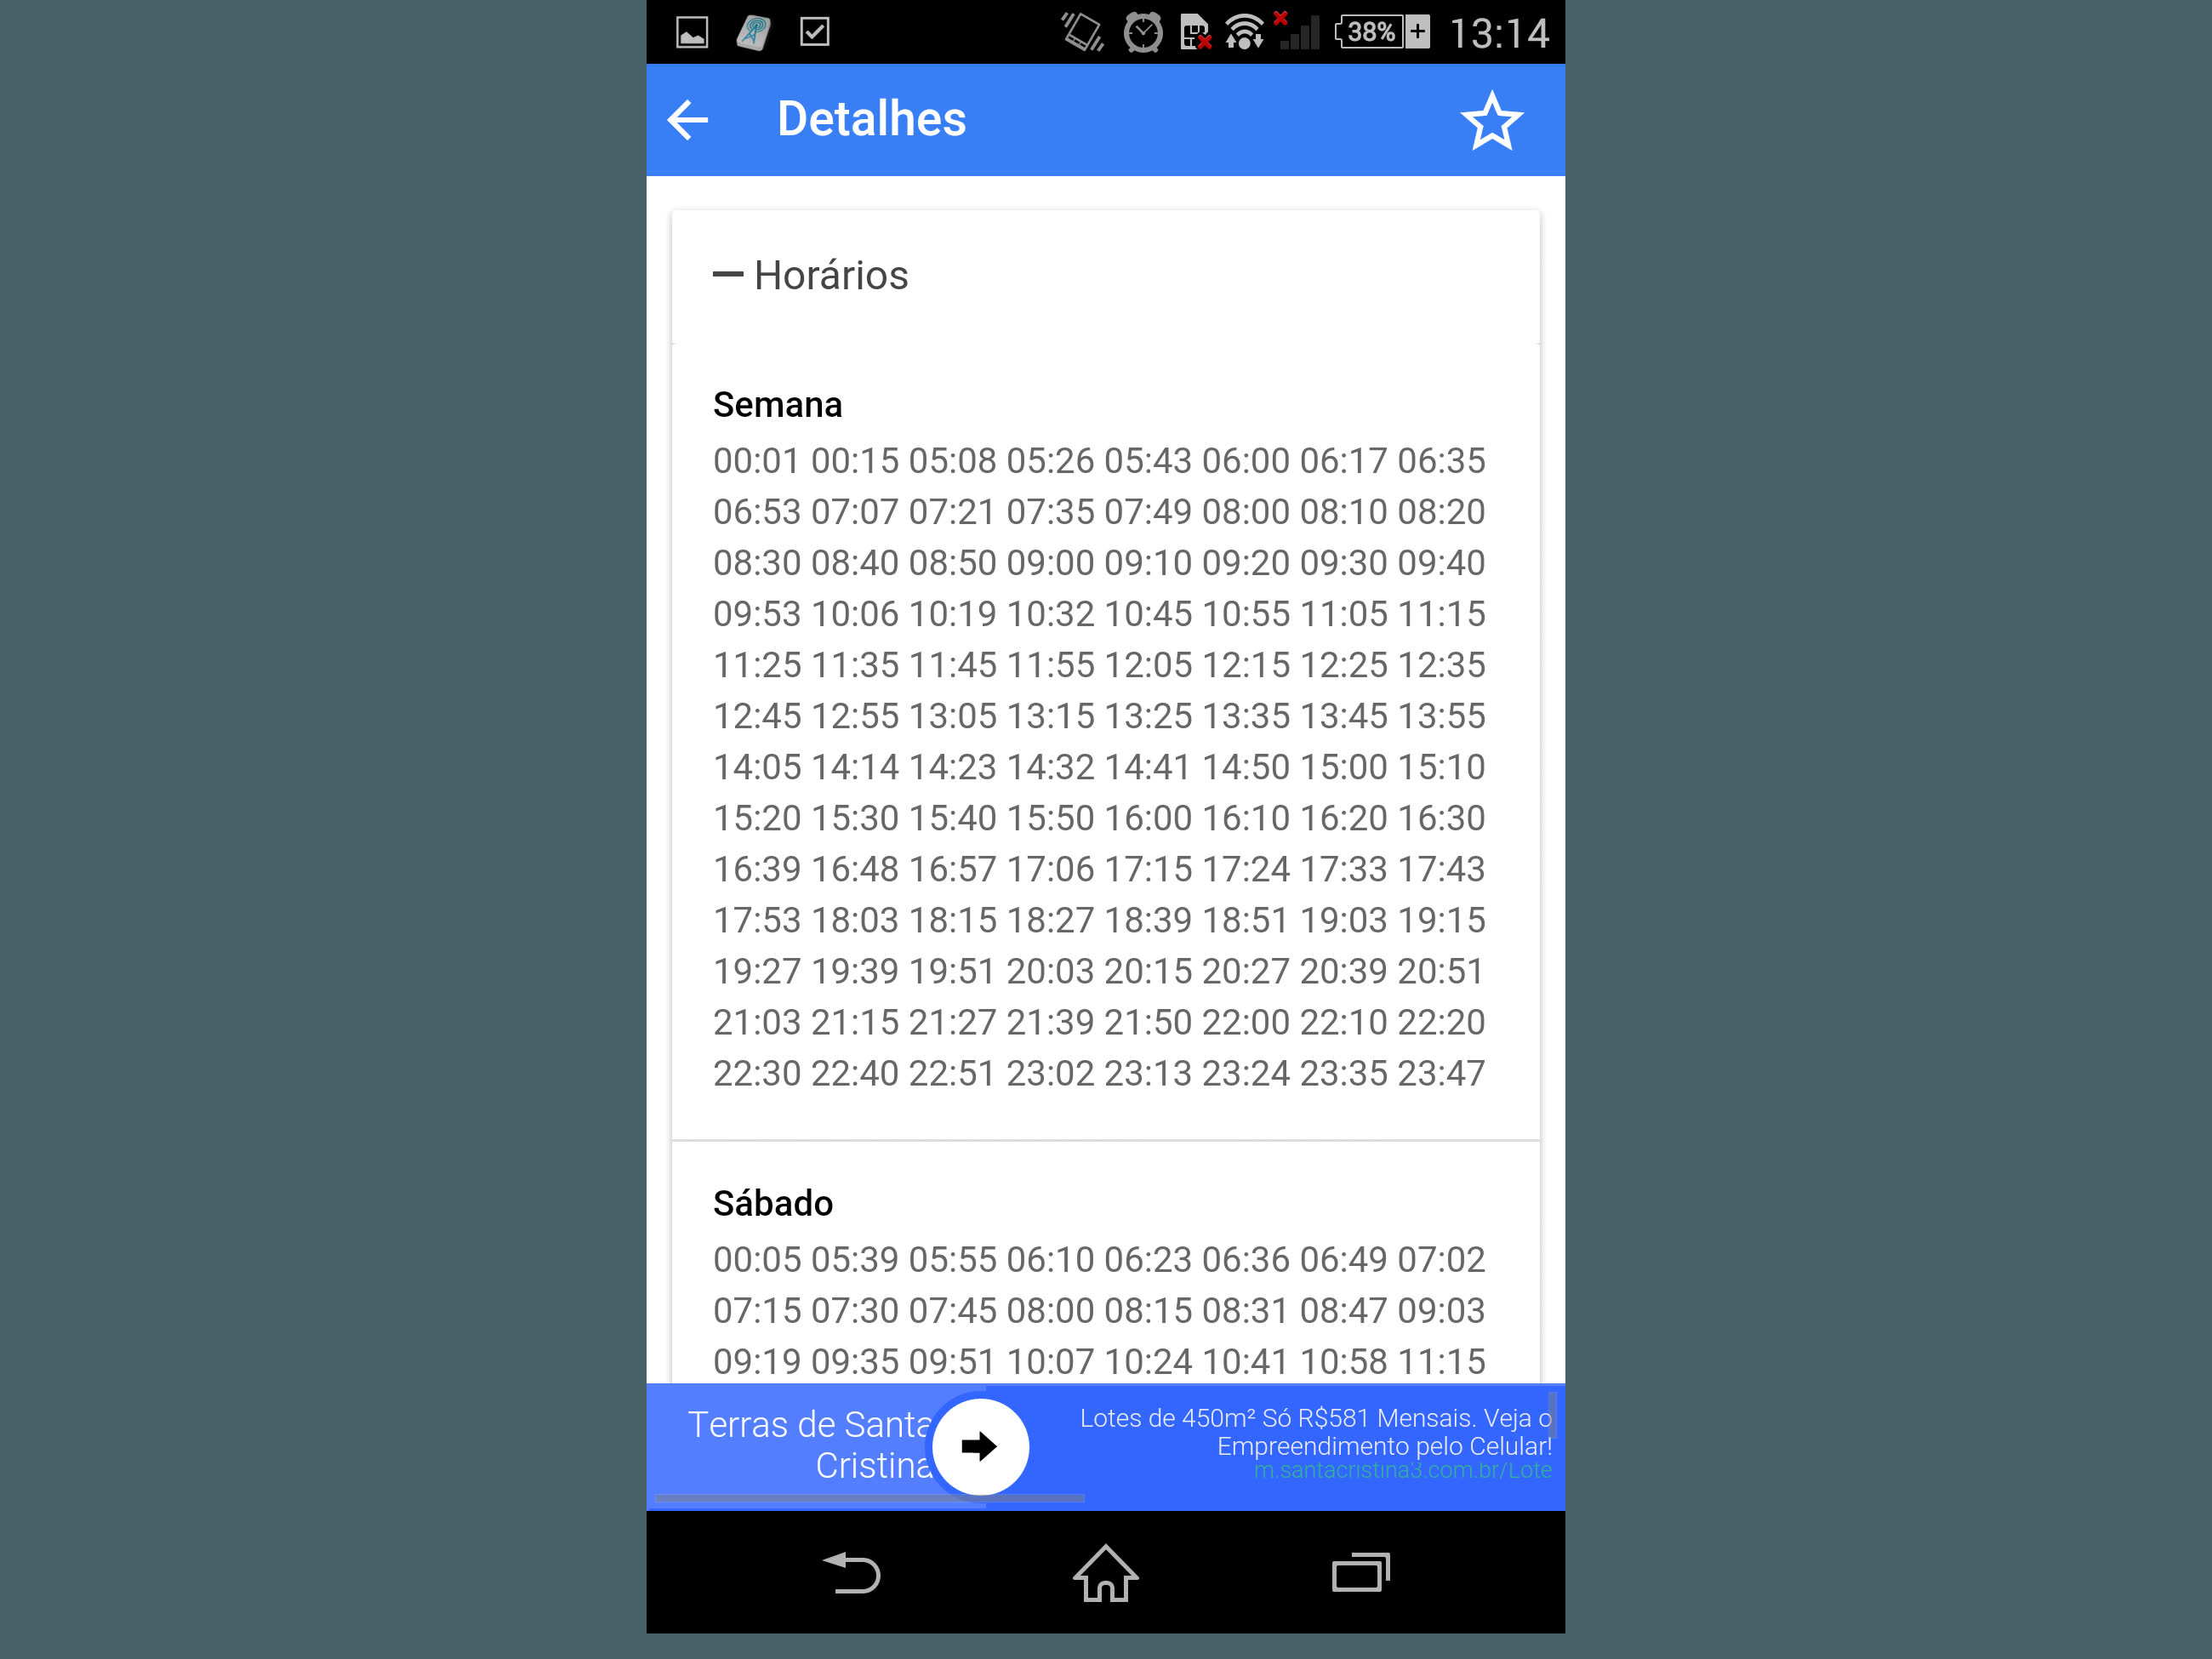 38% 13:14
Detalhes
Horários
Semana
00:01 00:15 05:08 05:26 05:43 06:00 06:17 06:35
06:53 07:07 07:21 07:35 07:49 08:00 08:10 08:20
08:30 08:40 08:50 09:00 09:10 09:20 09:30 09:40
09:53 10:06 10:19 10:32 10:45 10:55 11:05 11:15
11:25 11:35 11:45 11:55 12:05 12:15 12:25 12:35
12:45 12:55 13:05 13:15 13:25 13:35 13:45 13:55
14:05 14:14 14:23 14:32 14:41 14:50 15:00 15:10
15:20 15:30 15:40 15:50 16:00 16:10 16:20 16:30
16:39 16:48 16:57 17:06 17:15 17:24 17:33 17:43
17:53 18:03 18:15 18:27 18:39 18:51 19:03 19:15
19:27 19:39 19:51 20:03 20:15 20:27 20:39 20:51
21:03 21:15 21:27 21:39 21:50 22:00 22:10 22:20
22:30 22:40 22:51 23:02 23:13 23:24 23:35 23:47
Sábado
00:05 05:39 05:55 06:10 06:23 06:36 06:49 07:02
07:15 07:30 07:45 08:00 08:15 08:31 08:47 09:03
09:19 09:35 09:51 10:07 10:24 10:41 10:58 11:15
Terras de Santa
Cristina
Lotes de 450m² Só R$581 Mensais. Veja o
Empreendimento pelo Celular!
m.santacristina3.com.br/Lote